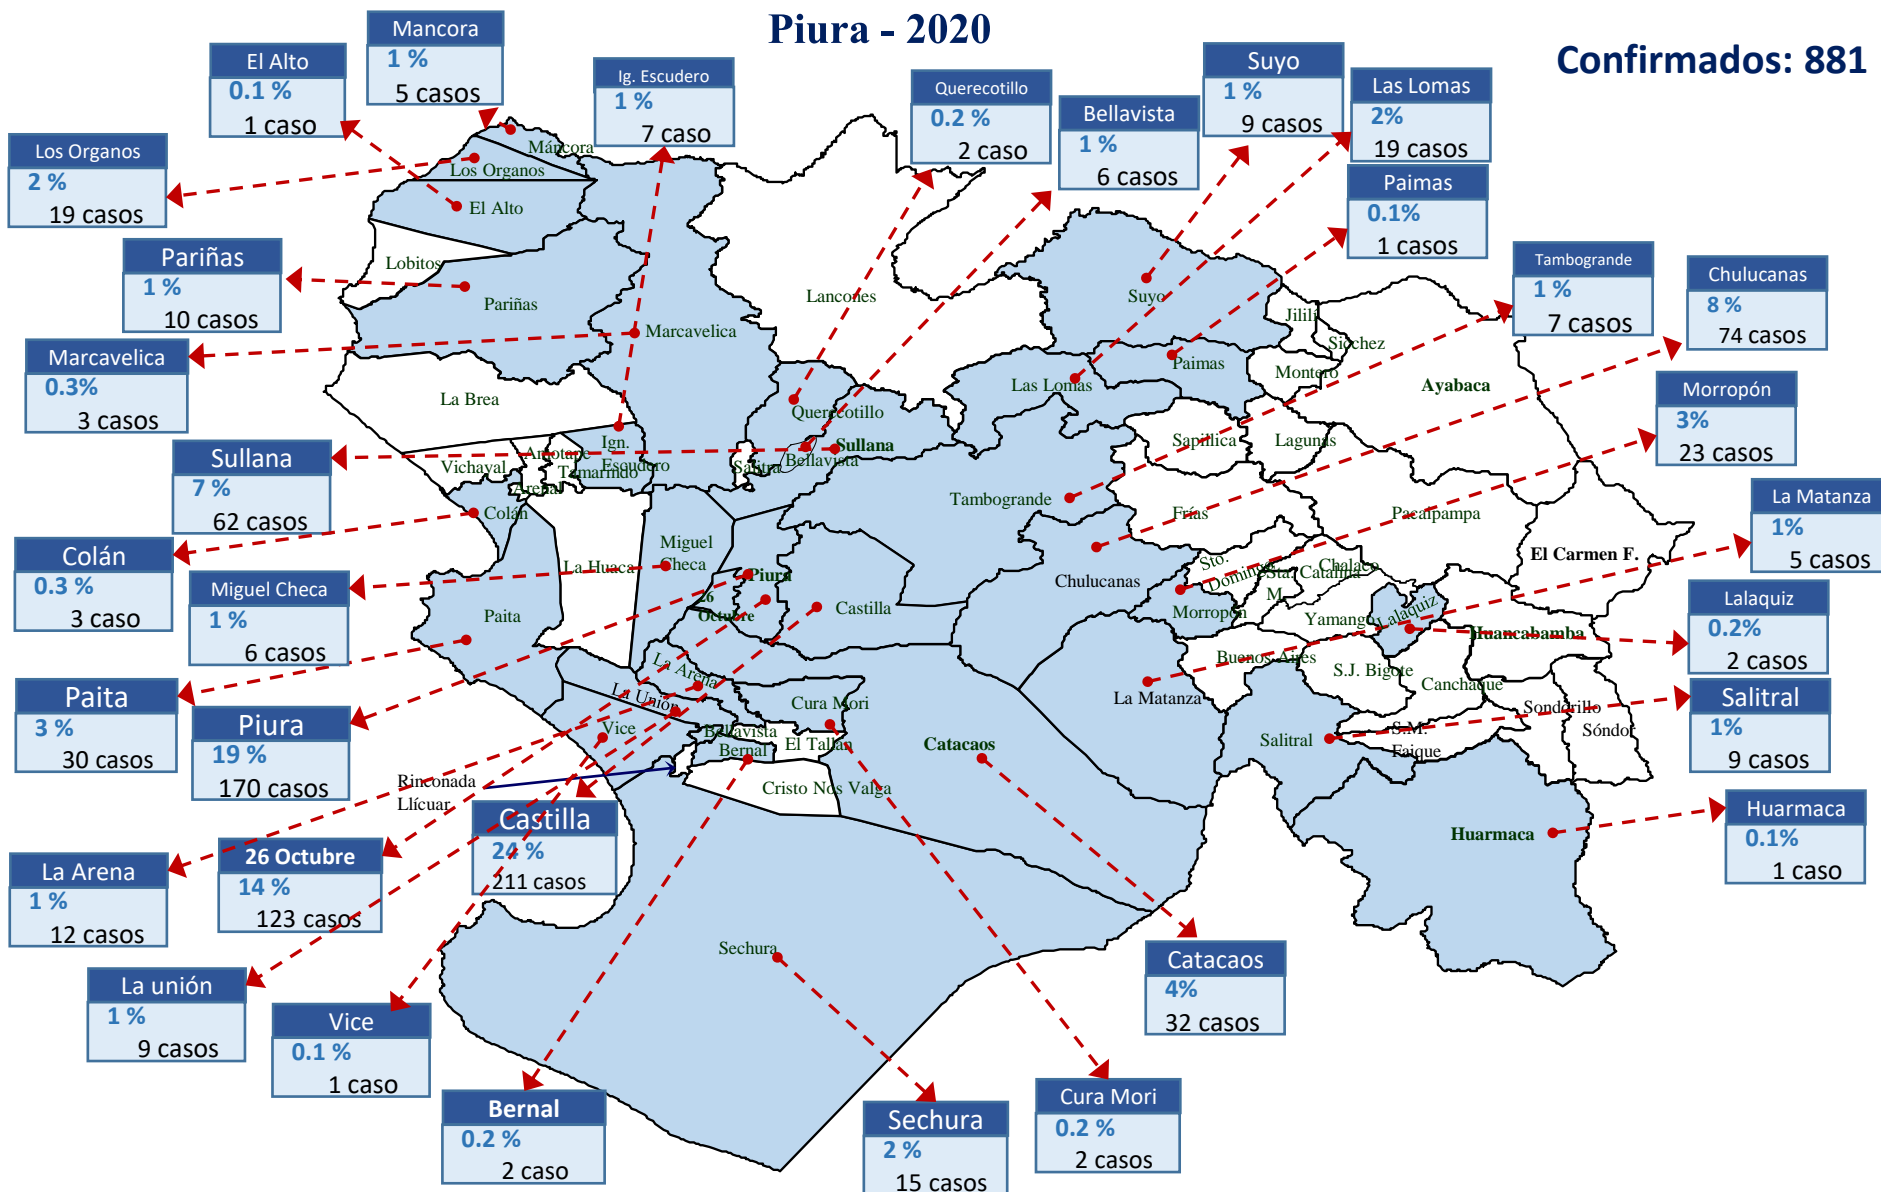 Piura - 2020
Confirmados: 881
Mancora
1 %
5 casos
El Alto
0.1 %
1 caso
Ig. Escudero
1 %
7 caso
Querecotillo
0.2 %
2 caso
Bellavista
1 %
6 casos
Suyo
1 %
9 casos
Las Lomas
2%
19 casos
Los Organos
2 %
19 casos
Paimas
0.1%
1 casos
Pariñas
1 %
10 casos
Tambogrande
1 %
7 casos
Chulucanas
8 %
74 casos
Marcavelica
0.3%
3 casos
Morropón
3%
23 casos
Sullana
7 %
62 casos
La Matanza
1%
5 casos
Colán
0.3 %
3 caso
Miguel Checa
1 %
6 casos
Lalaquiz
0.2%
2 casos
Paita
3 %
30 casos
Piura
19 %
170 casos
Salitral
1%
9 casos
Castilla
24 %
211 casos
Huarmaca
0.1%
1 caso
La Arena
1 %
12 casos
26 Octubre
14 %
123 casos
La unión
1 %
9 casos
Vice
0.1 %
1 caso
Bernal
0.2 %
2 caso
Sechura
2 %
15 casos
Cura Mori
0.2 %
2 casos
Catacaos
4%
32 casos
Máncora
Los Organos
El Alto
Lobitos
Pariñas
Lancones
Marcavelica
Suyo
Jililí
Sicchez
Montero
Paimas
Ayabaca
Las Lomas
La Brea
Querecotillo
Sullana
Bellavista
Salitra
Ign.
Escudero
Amotape
Tamarindo
Vichayal
Arenal
Colán
Sapillica
Lagunas
Tambogrande
Frías
Pacaipampa
El Carmen F.
La Huaca
Miguel
Checa
Piura
26
Octubre
Castilla
Chulucanas
Sto.
Domingo
Sta. Catalina
M.
Chalaco
Morropón
Yamango
Lalaquiz
Huancabamba
Paita
La Arena
La Unión
Vice
Cura Mori
Bellavista
Bernal
El Tallán
Cristo Nos Valga
Catacaos
La Matanza
Buenos Aires
S.J. Bigote
Canchaque
Sondorillo
Sóndor
S.M.
Faique
Salitral
Huarmaca
Rinconada
Llícuar
Sechura